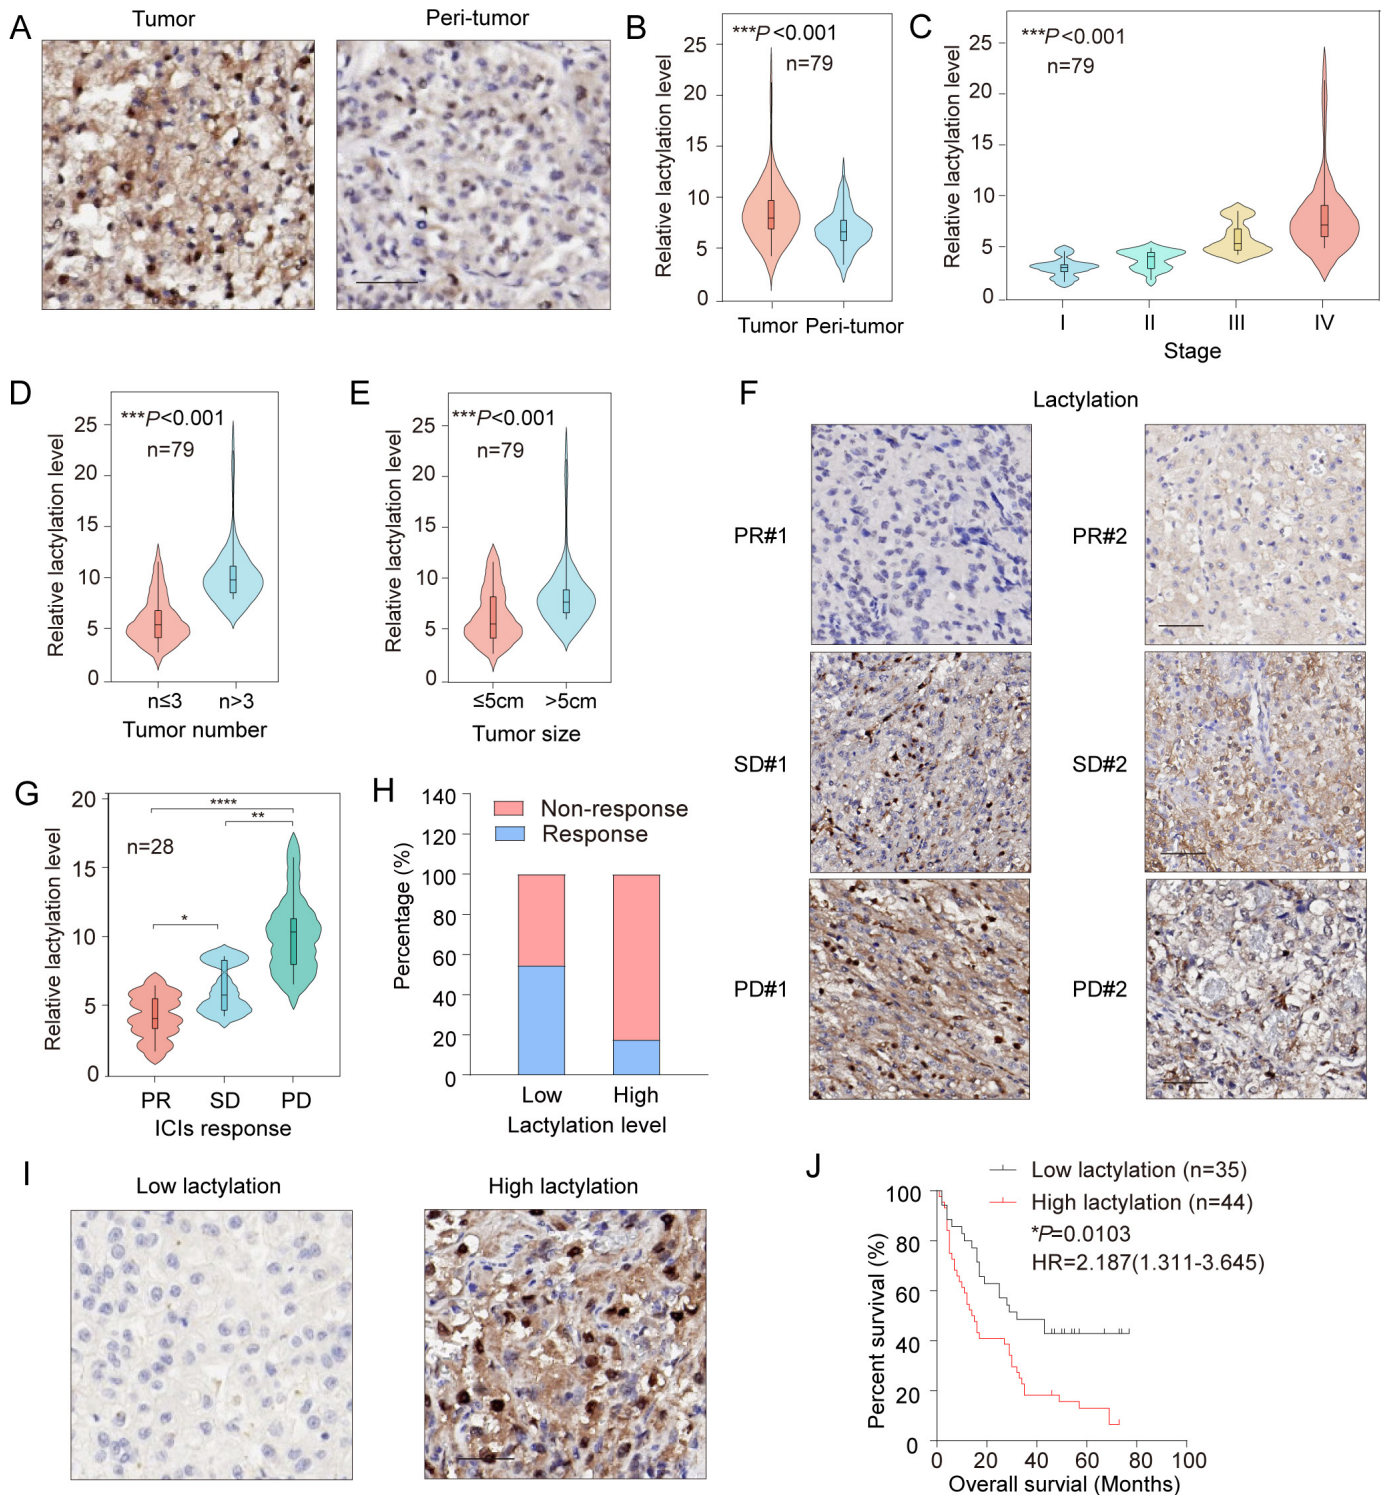 A
Tumor
Peri-tumor
B
Relative lactylation level
***P<0.001
n=79
25
20
15
10
5
0
Tumor Peri-tumor
C
Relative lactylation level
***P<0.001
n=79
25
20
15
10
5
0
I II III IV
Stage
D
Relative lactylation level
***P<0.001
n=79
25
20
15
10
5
0
n≤3 n>3
Tumor number
E
Relative lactylation level
***P<0.001
n=79
25
20
15
10
5
0
≤5cm >5cm
Tumor size
F
Lactylation
PR#1
PR#2
SD#1
SD#2
PD#1
PD#2
G
Relative lactylation level
20
15
10
5
0
****
**
*
n=28
PR SD PD
ICIs response
H
Percentage (%)
140
120
100
80
60
40
20
0
Non-response
Response
Low High
Lactylation level
I
Low lactylation
High lactylation
J
Low lactylation (n=35)
High lactylation (n=44)
*P=0.0103
HR=2.187(1.311-3.645)
Percent survival (%)
100
80
60
40
20
0
0 20 40 60 80 100
Overall survial (Months)